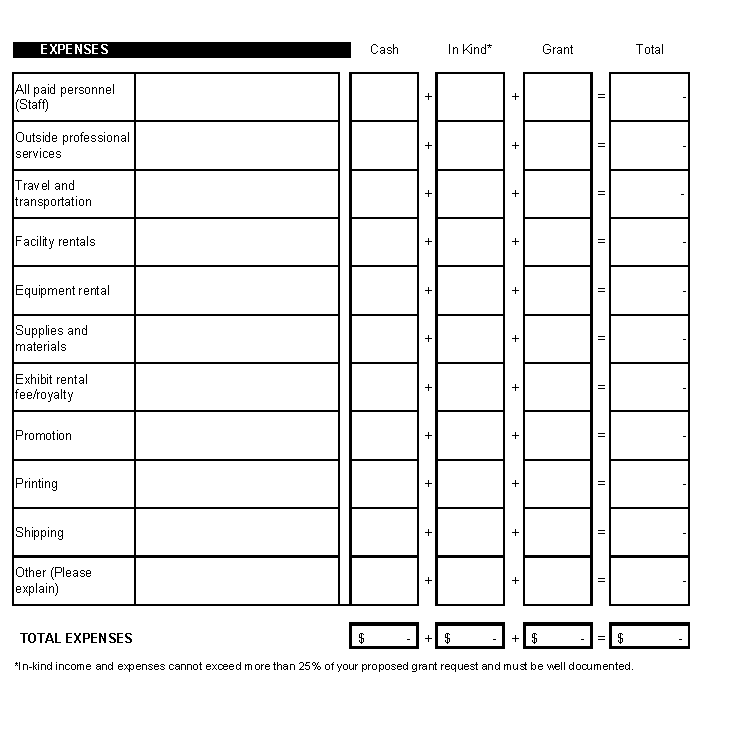 EXPENSES Cash In Kind* Grant Total
All paid personnel
(Staff) + + = -
Outside professional
services + + = -
Travel and
transportation + + = -
Facility rentals + + = -
Equipment rental + + = -
Supplies and
materials + + = -
Exhibit rental
fee/royalty + + = -
Promotion + + = -
Printing + + = -
Shipping + + = -
Other (Please
explain) + + = -
TOTAL EXPENSES $ - + $ - + $ - = $ -
*In-kind income and expenses cannot exceed more than 25% of your proposed grant request and must be well documented.